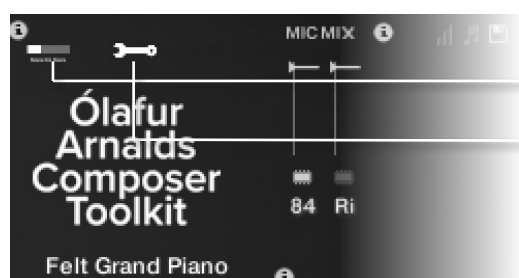 MIC MIX
Ólafur
Arnalds
Composer
Toolkit
84 Ri
Felt Grand Piano